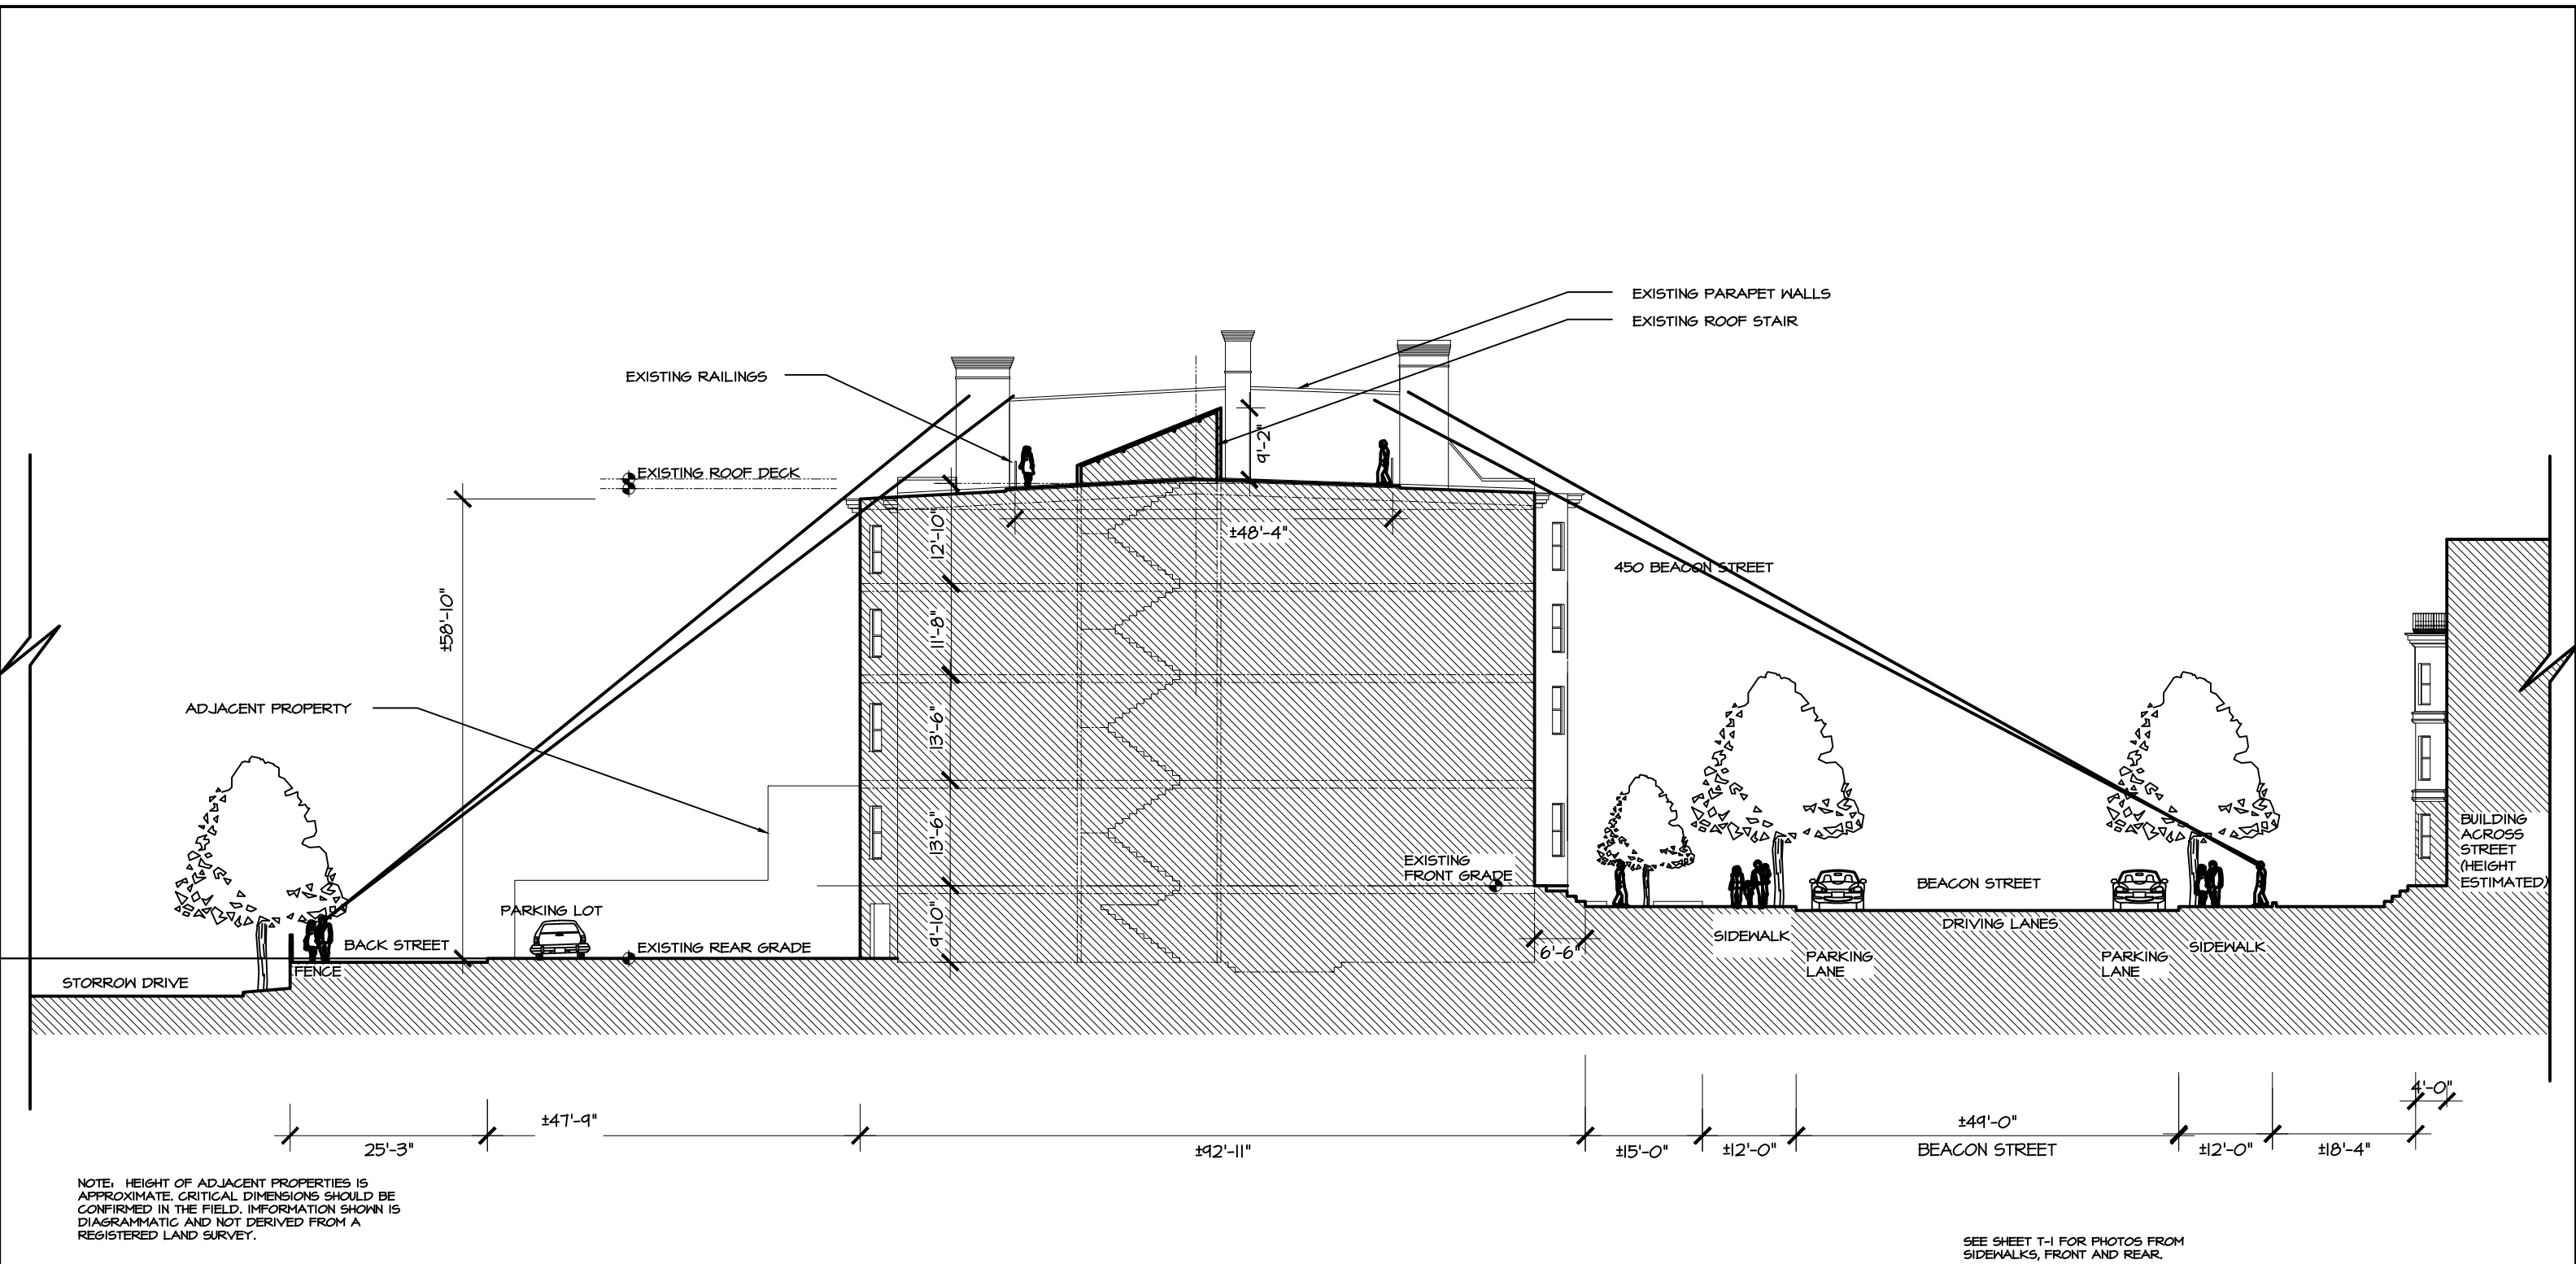 EXISTING PARAPET WALLS
EXISTING ROOF STAIR
EXISTING RAILINGS
EXISTING ROOF DECK
9'-2"
12'-10"
±48'-4"
450 BEACON STREET
±58'-10"
11'-8"
ADJACENT PROPERTY
13'-6"
13'-6"
EXISTING
FRONT GRADE
BUILDING
ACROSS
STREET
(HEIGHT
ESTIMATED)
BEACON STREET
PARKING LOT
9'-10"
DRIVING LANES
SIDEWALK
SIDEWALK
BACK STREET
EXISTING REAR GRADE
6'-6"
PARKING
LANE
PARKING
LANE
FENCE
STORROW DRIVE
4'-0"
±47'-9"
±49'-0"
25'-3"
±92'-11"
±15'-0"
±12'-0"
BEACON STREET
±12'-0"
±18'-4"
NOTE: HEIGHT OF ADJACENT PROPERTIES IS
APPROXIMATE. CRITICAL DIMENSIONS SHOULD BE
CONFIRMED IN THE FIELD. IMFORMATION SHOWN IS
DIAGRAMMATIC AND NOT DERIVED FROM A
REGISTERED LAND SURVEY.
SEE SHEET T-1 FOR PHOTOS FROM
SIDEWALKS, FRONT AND REAR.